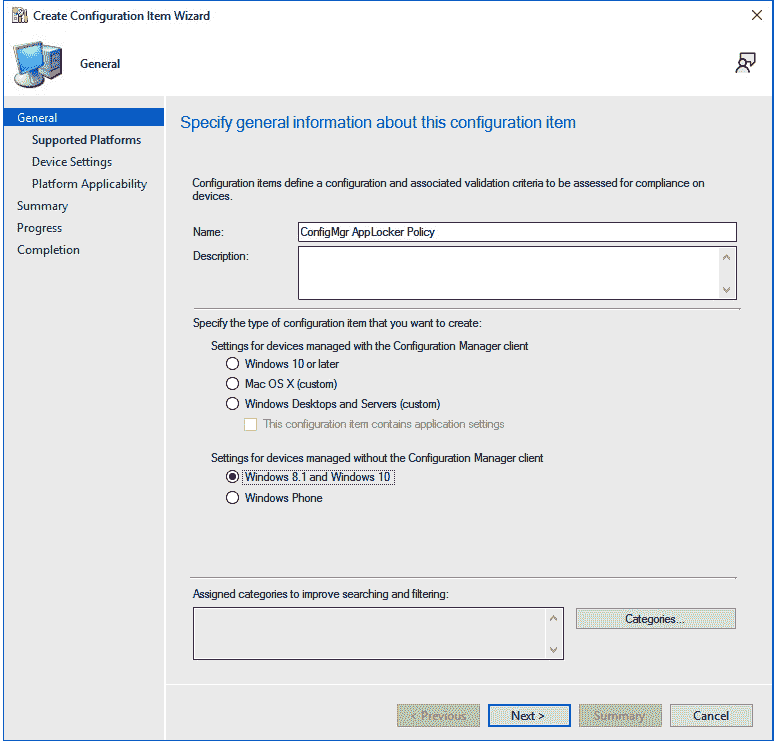 Create Configuration Item Wizard
General
General
Supported Platforms
Device Settings
Platform Applicability
Summary
Progress
Completion
Specify general information about this configuration item
Configuration items define a configuration and associated validation criteria to be assessed for compliance on
devices.
Name:
ConfigMgr AppLocker Policy
Description:
Specify the type of configuration item that you want to create:
Settings for devices managed with the Configuration Manager client
Windows 10 or later
Mac OS X (custom)
Windows Desktops and Servers (custom)
This configuration item contains application settings
Settings for devices managed without the Configuration Manager client
Windows 8.1 and Windows 10
Windows Phone
Assigned categories to improve searching and filtering:
Categories...
< Previous
Next >
Summary
Cancel